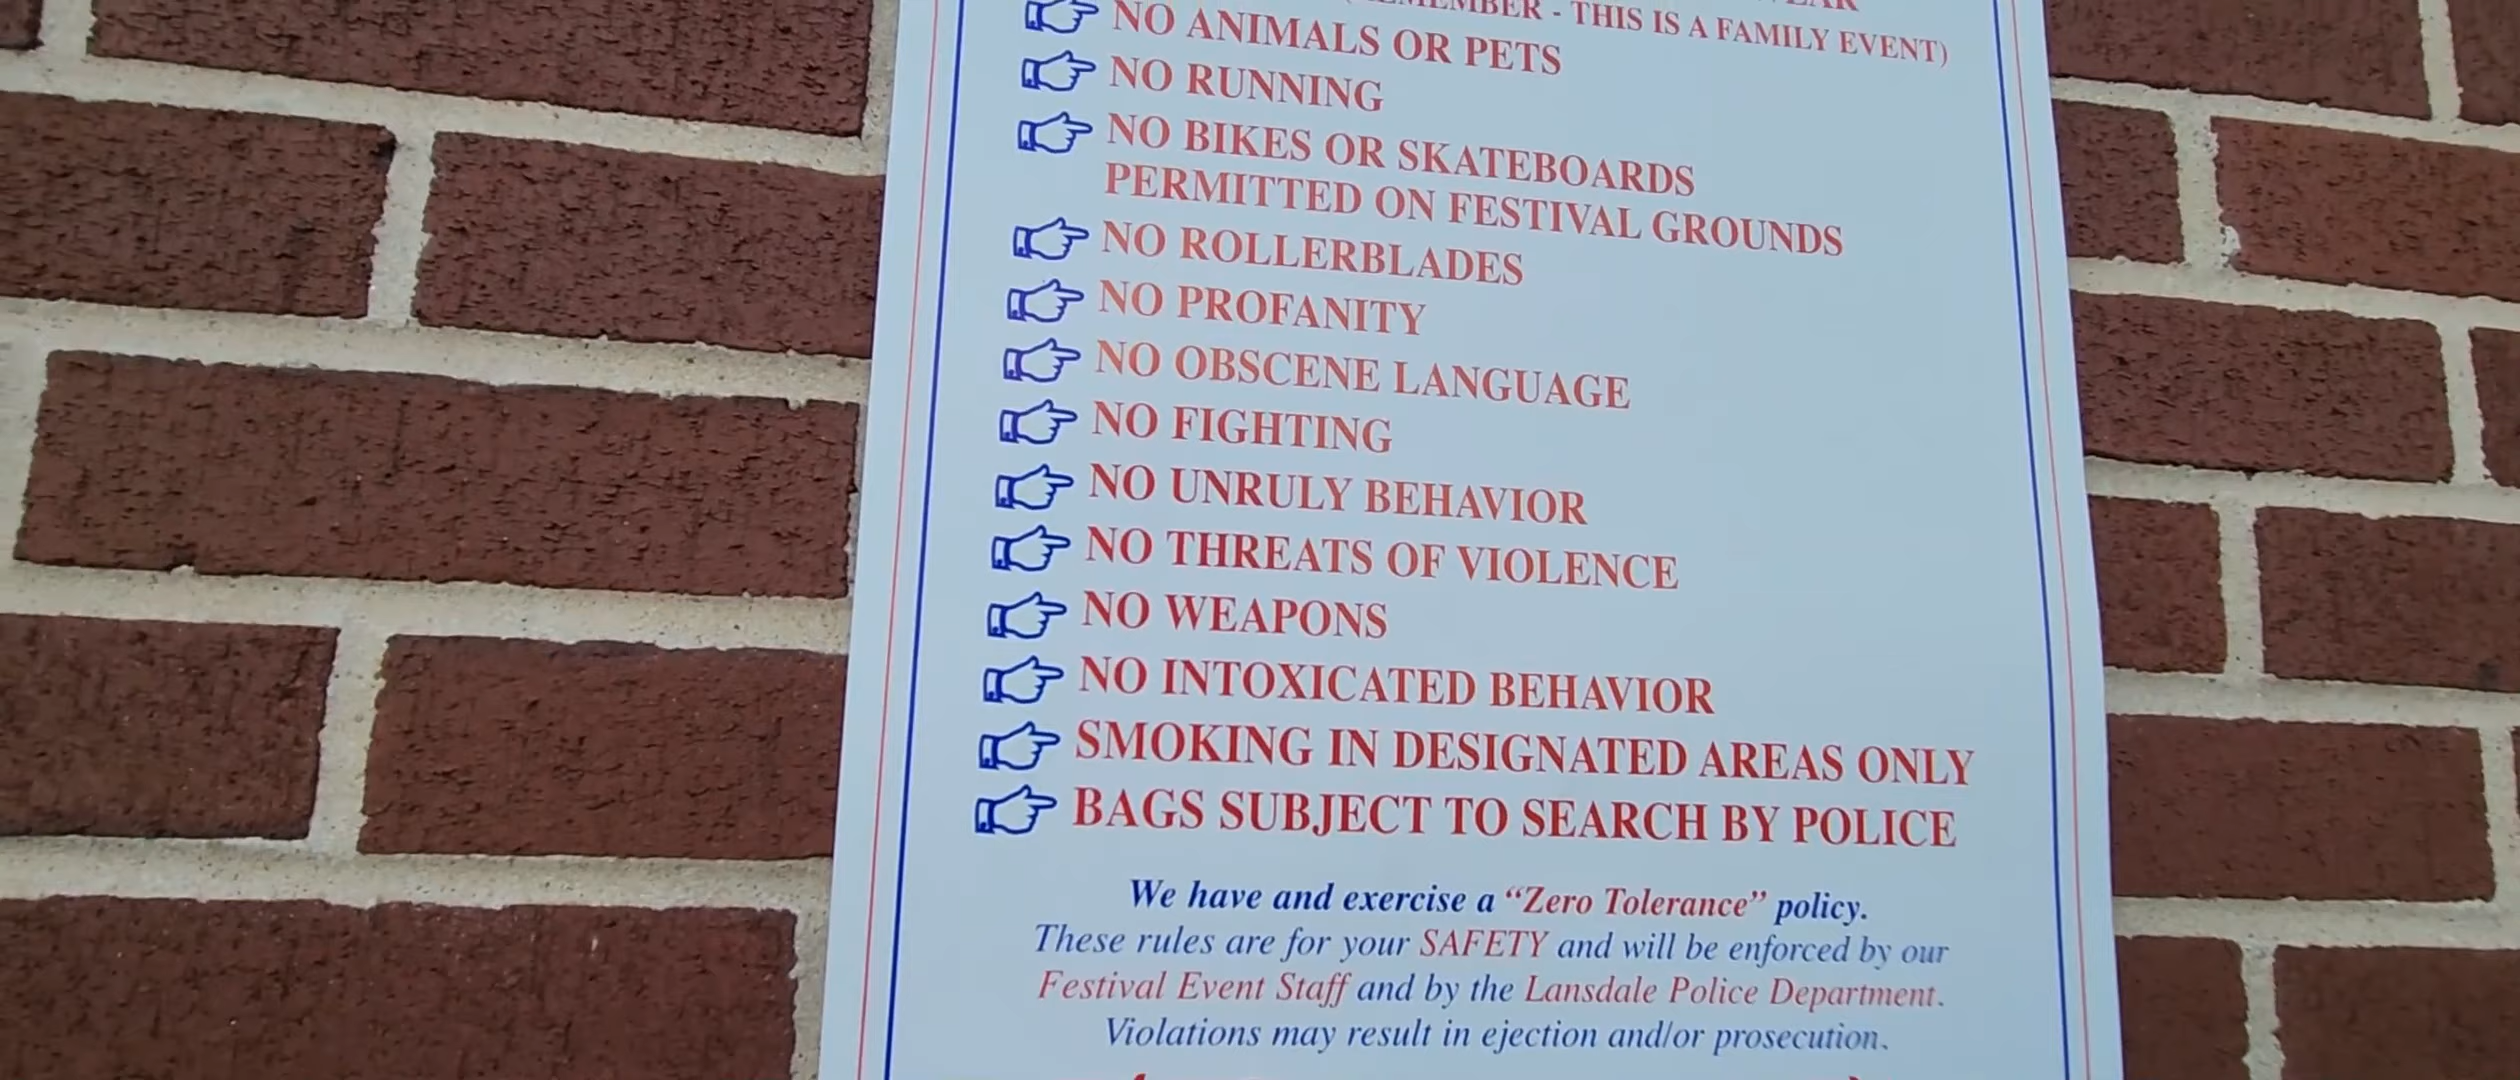 - THIS IS A FAMILY EVENT)
NO ANIMALS OR PETS
NO RUNNING
NO BIKES OR SKATEBOARDS
PERMITTED ON FESTIVAL GROUNDS
NO ROLLERBLADES
NO PROFANITY
NO OBSCENE LANGUAGE
NO FIGHTING
NO UNRULY BEHAVIOR
NO THREATS OF VIOLENCE
NO WEAPONS
NO INTOXICATED BEHAVIOR
SMOKING IN DESIGNATED AREAS ONLY
BAGS SUBJECT TO SEARCH BY POLICE
We have and exercise a “Zero Tolerance” policy.
These rules are for your SAFETY and will be enforced by our
Festival Event Staff and by the Lansdale Police Department.
Violations may result in ejection and/or prosecution.